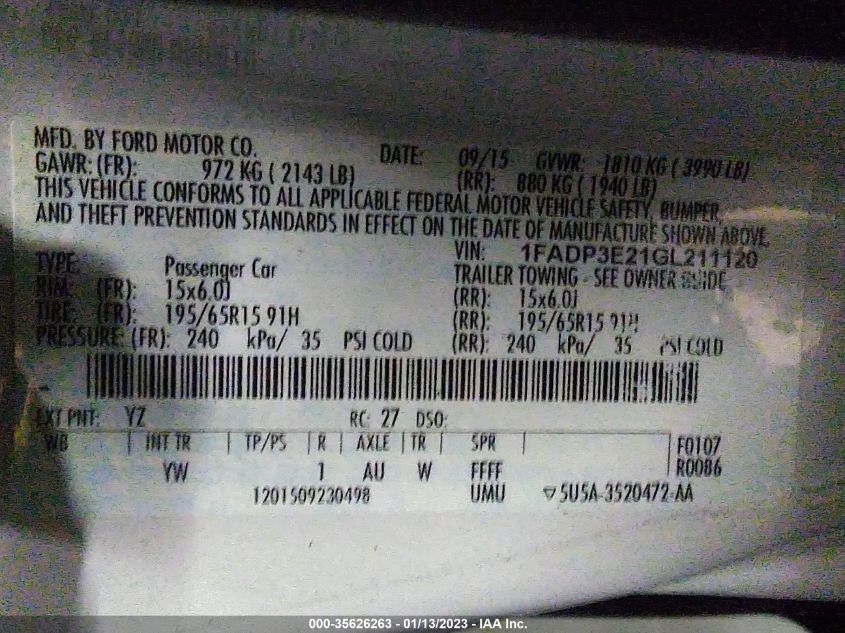 MFD. BY FORD MOTOR CO. DATE: 09/15 GVWR: 1810 KG ( 3990 LB)
GAWR: (FR): 972 KG ( 2143 LB) (RR): 880 KG ( 1940 LB)
THIS VEHICLE CONFORMS TO ALL APPLICABLE FEDERAL MOTOR VEHICLE SAFETY, BUMPER,
AND THEFT PREVENTION STANDARDS IN EFFECT ON THE DATE OF MANUFACTURE SHOWN ABOVE.
VIN: 1FADP3E21GL211120
TYPE: Passenger Car TRAILER TOWING - SEE OWNER GUIDE
RIM: (FR): 15x6.0J (RR): 15x6.0J
TIRE: (FR): 195/65R15 91H (RR): 195/65R15 91H
PRESSURE: (FR): 240 kPa/ 35 PSI COLD (RR): 240 kPa/ 35 PSI COLD
EXT PNT: YZ RC: 27 DSO:
WB | INT TR | TP/PS | R | AXLE | TR | SPR | F0107
YW 1 AU W FFFF R0086
1201509230498 UMU ▽5U5A-3520472-AA
000-35626263 - 01/13/2023 - IAA Inc.